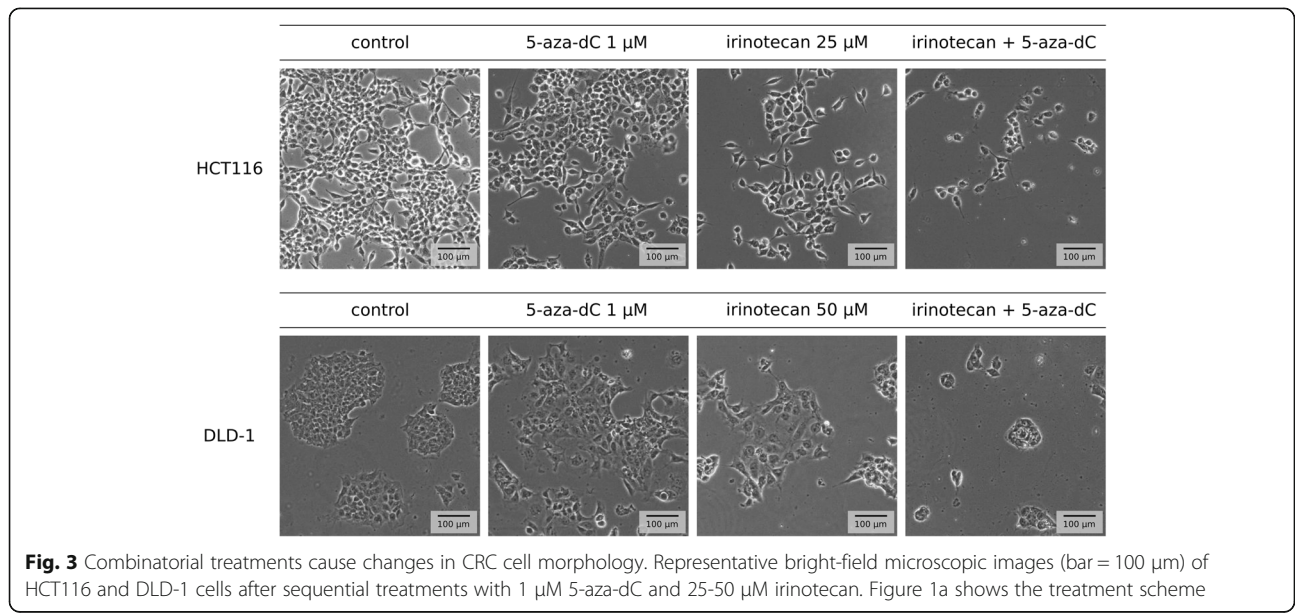 control 5-aza-dC 1 µM irinotecan 25 µM irinotecan + 5-aza-dC
HCT116
100 µm 100 µm 100 µm 100 µm
control 5-aza-dC 1 µM irinotecan 50 µM irinotecan + 5-aza-dC
DLD-1
100 µm 100 µm 100 µm 100 µm
Fig. 3 Combinatorial treatments cause changes in CRC cell morphology. Representative bright-field microscopic images (bar = 100 µm) of
HCT116 and DLD-1 cells after sequential treatments with 1 µM 5-aza-dC and 25-50 µM irinotecan. Figure 1a shows the treatment scheme